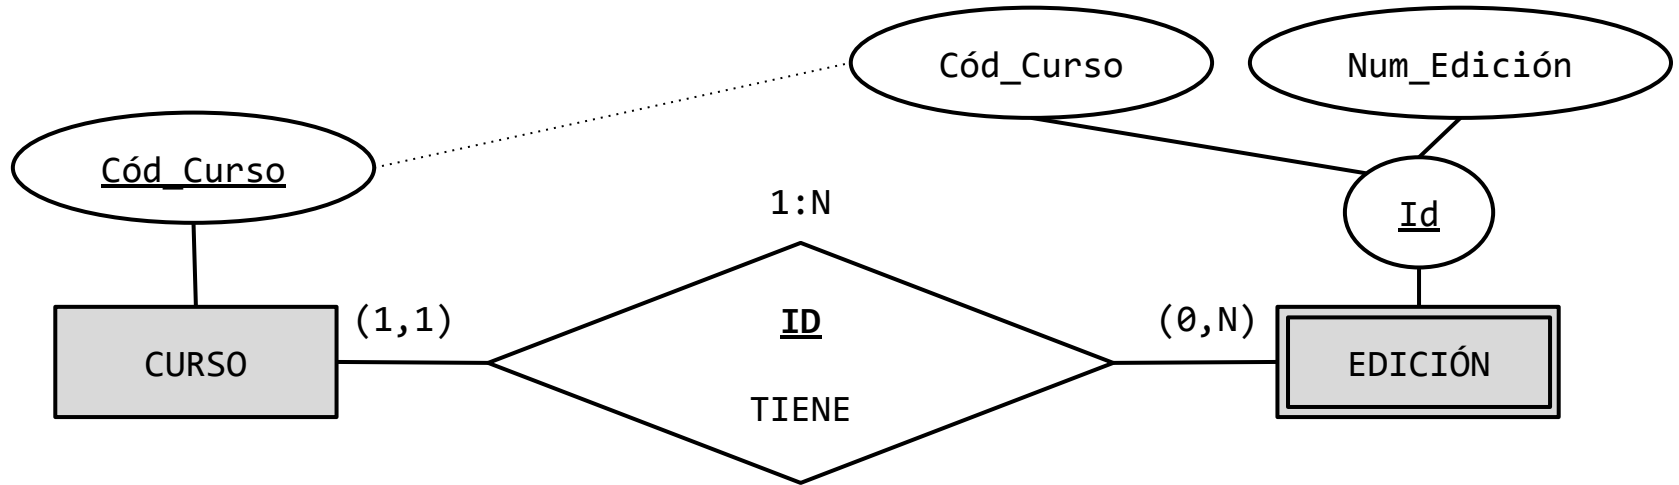 Cód_Curso
Num_Edición
Cód_Curso
1:N
Id
(1,1)
ID
(0,N)
CURSO
EDICIÓN
TIENE